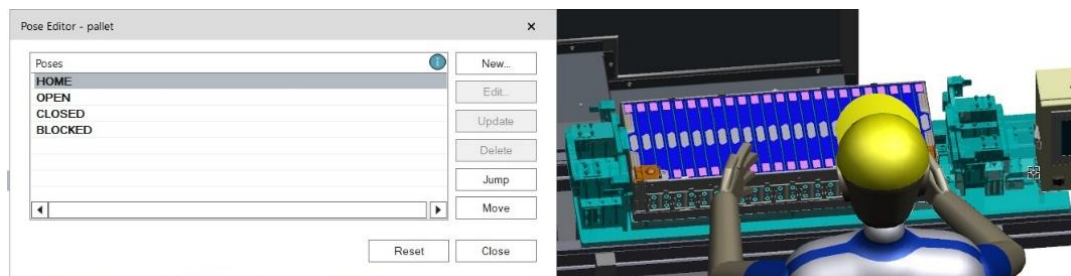 Pose Editor - pallet
×
Poses
HOME
OPEN
CLOSED
BLOCKED
New...
Edit...
Update
Delete
Jump
Move
Reset
Close